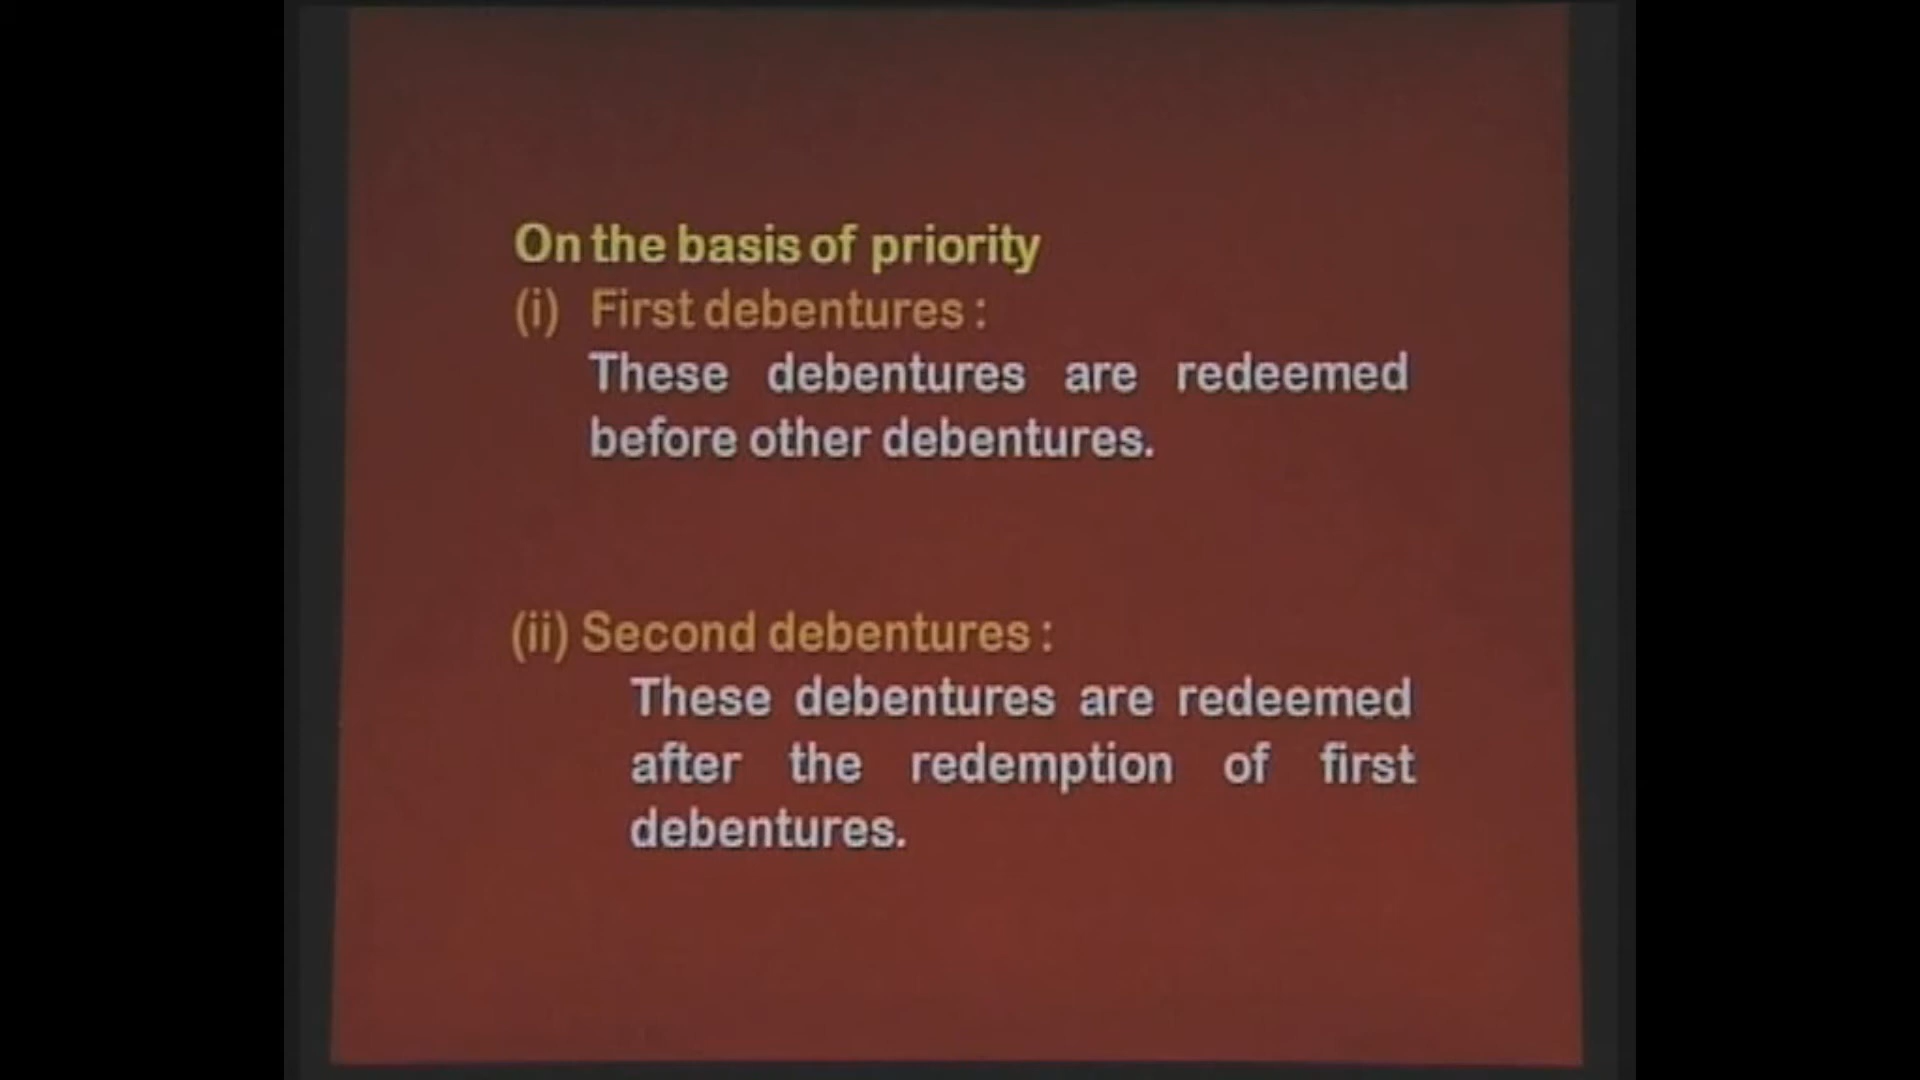 On the basis of priority
(i) First debentures :
These debentures are redeemed
before other debentures.
(ii) Second debentures :
These debentures are redeemed
after the redemption of first
debentures.